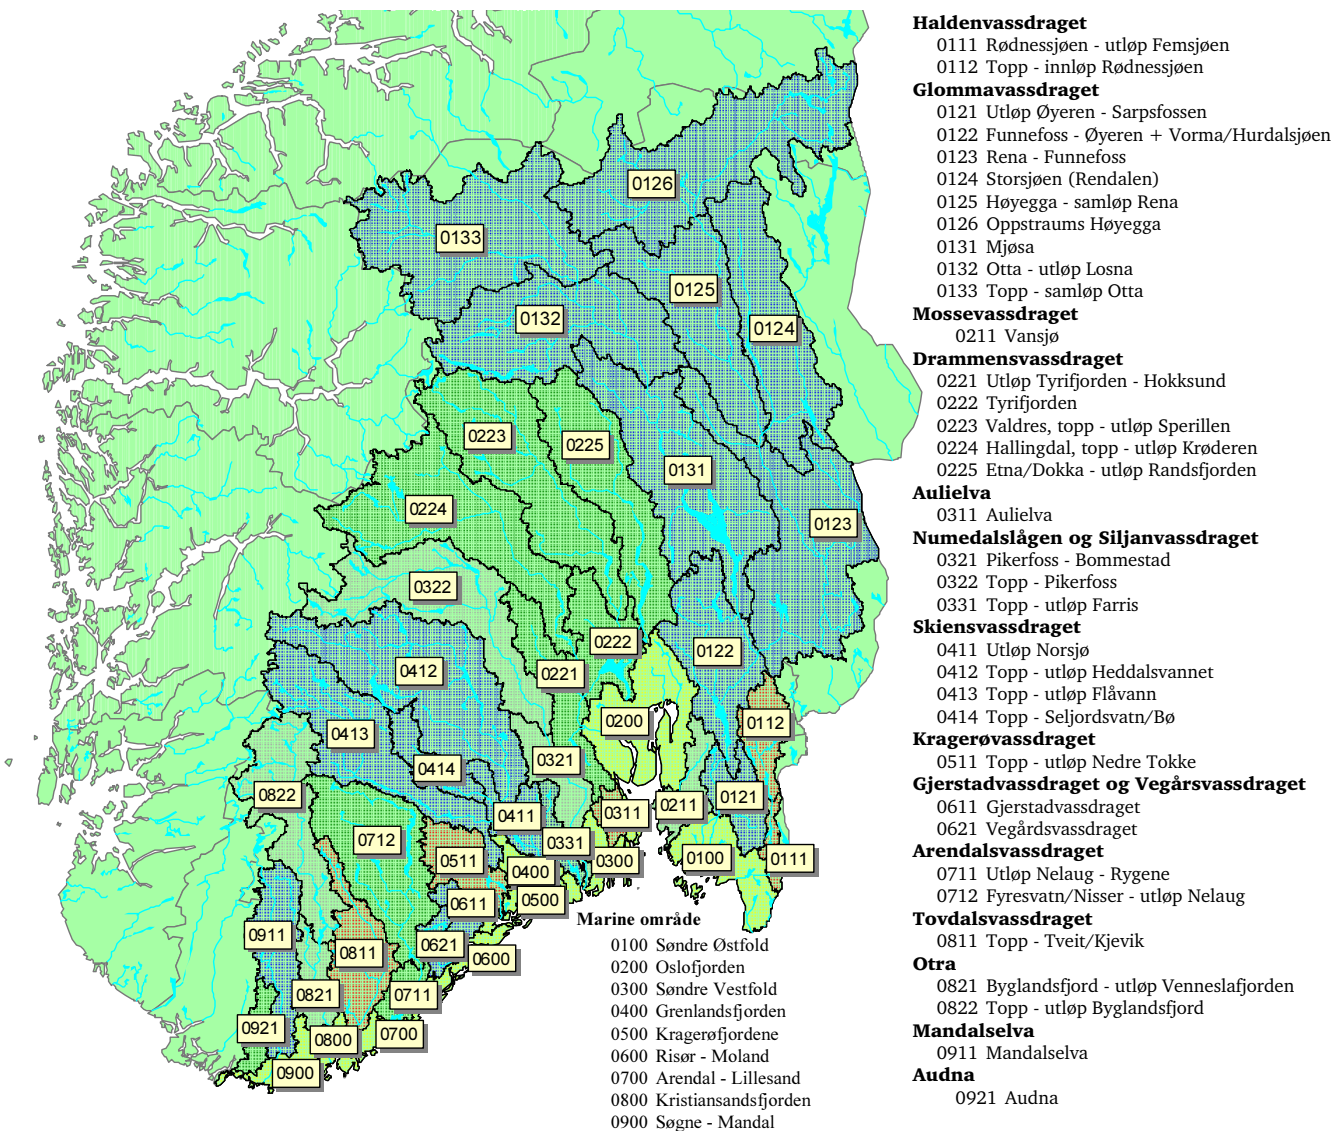 0126
0133
0125
0132
0124
0223
0225
0131
0224
0123
0322
0222
0122
0412
0221
0200
0112
0413
0321
0414
0822
0121
0211
0311
0411
0712
0331
0511
0400
0300
0100
0111
0500
0611
0911
0621
0811
0600
0821
0711
0921
0800
0700
0900
Marine område
0100 Søndre Østfold
0200 Oslofjorden
0300 Søndre Vestfold
0400 Grenlandsfjorden
0500 Kragerøfjordene
0600 Risør - Moland
0700 Arendal - Lillesand
0800 Kristiansandsfjorden
0900 Søgne - Mandal
Haldenvassdraget
0111 Rødnessjøen - utløp Femsjøen
0112 Topp - innløp Rødnessjøen
Glommavassdraget
0121 Utløp Øyeren - Sarpsfossen
0122 Funnefoss - Øyeren + Vorma/Hurdalsjøen
0123 Rena - Funnefoss
0124 Storsjøen (Rendalen)
0125 Høyegga - samløp Rena
0126 Oppstraums Høyegga
0131 Mjøsa
0132 Otta - utløp Losna
0133 Topp - samløp Otta
Mossevassdraget
0211 Vansjø
Drammensvassdraget
0221 Utløp Tyrifjorden - Hokksund
0222 Tyrifjorden
0223 Valdres, topp - utløp Sperillen
0224 Hallingdal, topp - utløp Krøderen
0225 Etna/Dokka - utløp Randsfjorden
Aulielva
0311 Aulielva
Numedalslågen og Siljanvassdraget
0321 Pikerfoss - Bommestad
0322 Topp - Pikerfoss
0331 Topp - utløp Farris
Skiensvassdraget
0411 Utløp Norsjø
0412 Topp - utløp Heddalsvannet
0413 Topp - utløp Flåvann
0414 Topp - Seljordsvatn/Bø
Kragerøvassdraget
0511 Topp - utløp Nedre Tokke
Gjerstadvassdraget og Vegårsvassdraget
0611 Gjerstadvassdraget
0621 Vegårdsvassdraget
Arendalsvassdraget
0711 Utløp Nelaug - Rygene
0712 Fyresvatn/Nisser - utløp Nelaug
Tovdalsvassdraget
0811 Topp - Tveit/Kjevik
Otra
0821 Byglandsfjord - utløp Venneslafjorden
0822 Topp - utløp Byglandsfjord
Mandalselva
0911 Mandalselva
Audna
0921 Audna